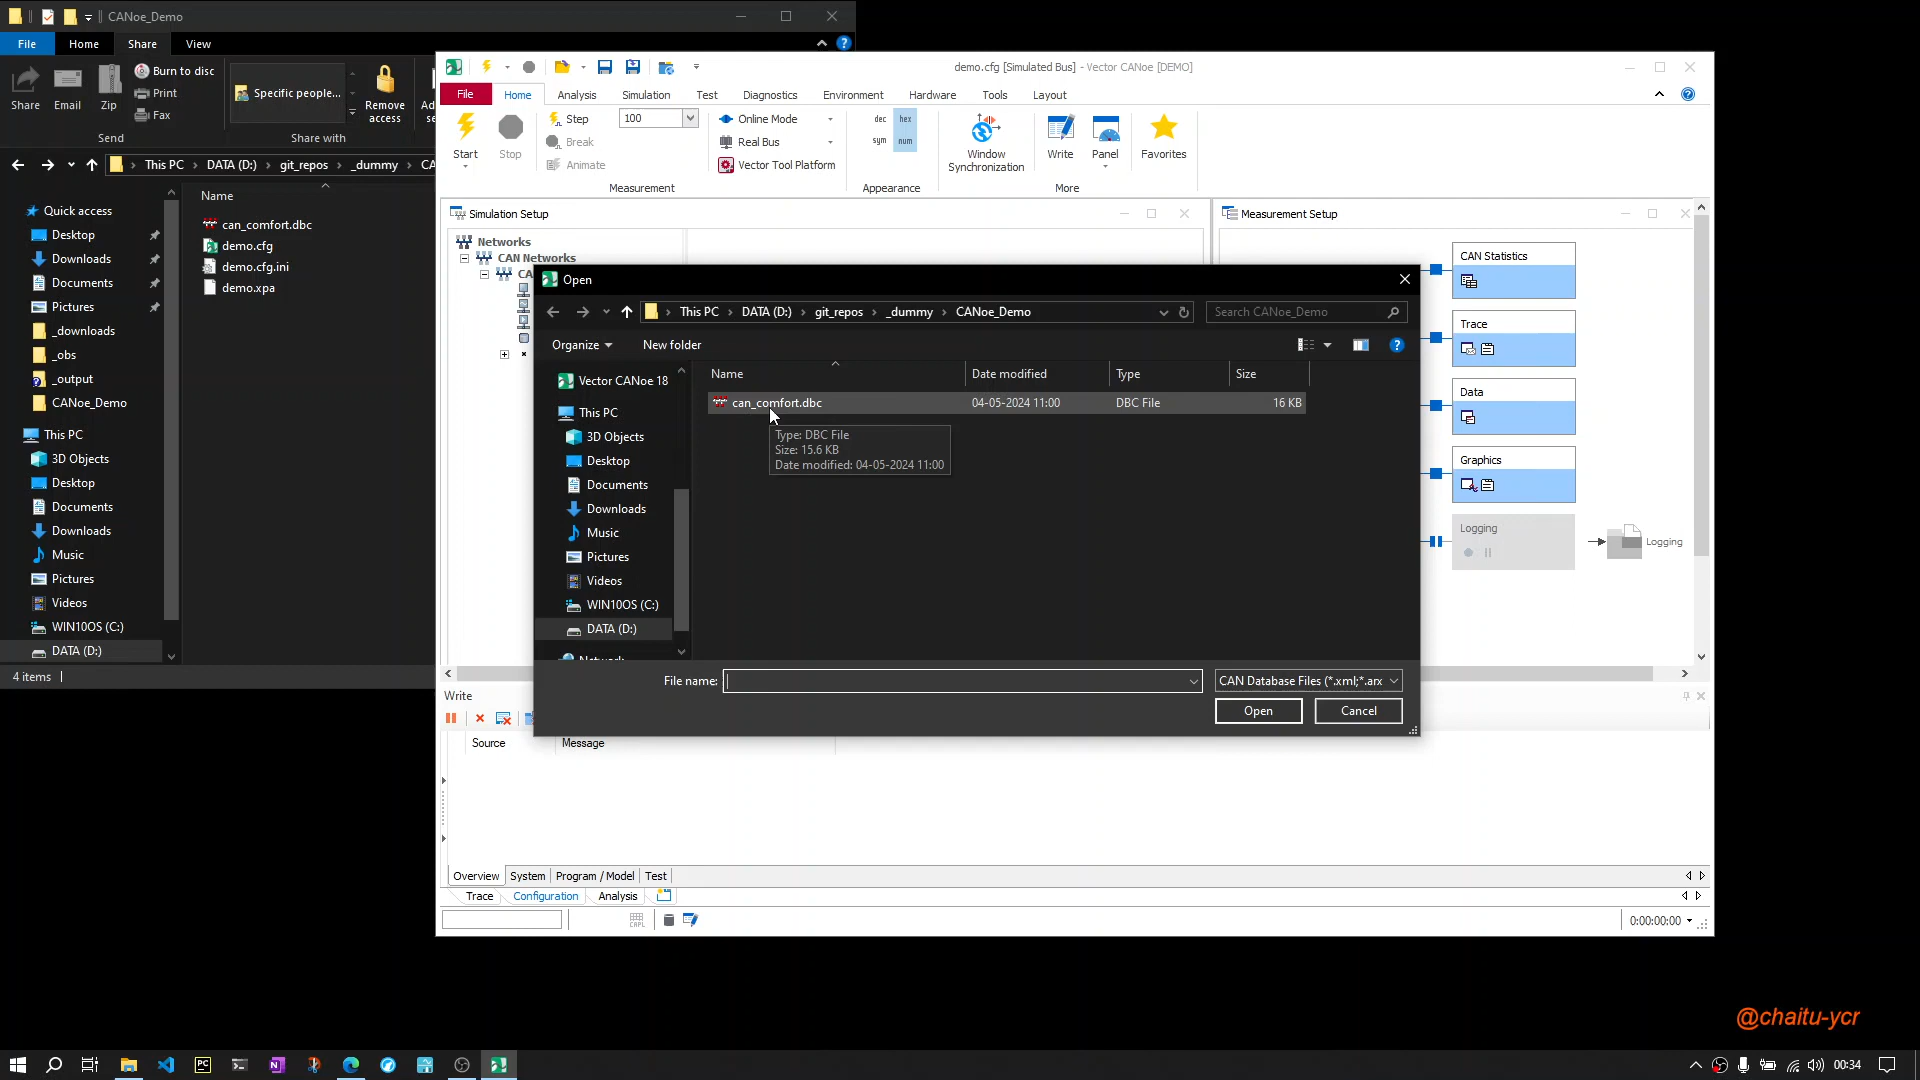 CANoe_Demo
File Home Share View
Share
Email
Zip
Burn to disc
Print
Fax
Send
Specific people...
Remove access
Share with
This PC DATA (D:) git_repos _dummy
Name
Quick access
Desktop
Downloads
Documents
Pictures
_downloads
_obs
_output
CANoe_Demo
This PC
3D Objects
Desktop
Documents
Downloads
Music
Pictures
Videos
WIN10OS (C:)
DATA (D:)
can_comfort.dbc
demo.cfg
demo.cfg.ini
demo.xpa
4 items
demo.cfg [Simulated Bus] - Vector CANoe [DEMO]
File Home Analysis Simulation Test Diagnostics Environment Hardware Tools Layout
Start
Stop
Step
Break
Animate
100
Measurement
Online Mode
Real Bus
Vector Tool Platform
dec hex
sym num
Appearance
Window
Synchronization
Write
Panel
More
Favorites
Simulation Setup
Networks
CAN Networks
CA
Measurement Setup
CAN Statistics
Trace
Data
Graphics
Logging
Logging
Open
This PC DATA (D:) git_repos _dummy CANoe_Demo
Search CANoe_Demo
Organize New folder
Vector CANoe 18
This PC
3D Objects
Desktop
Documents
Downloads
Music
Pictures
Videos
WIN10OS (C:)
DATA (D:)
Network
Name Date modified Type Size
can_comfort.dbc 04-05-2024 11:00 DBC File 16 KB
Type: DBC File
Size: 15.6 KB
Date modified: 04-05-2024 11:00
File name:
CAN Database Files (*.xml;*.arx
Open Cancel
Write
Source Message
Overview System Program / Model Test
Trace Configuration Analysis
CAPL
0:00:00:00
@chaitu-ycr
00:34